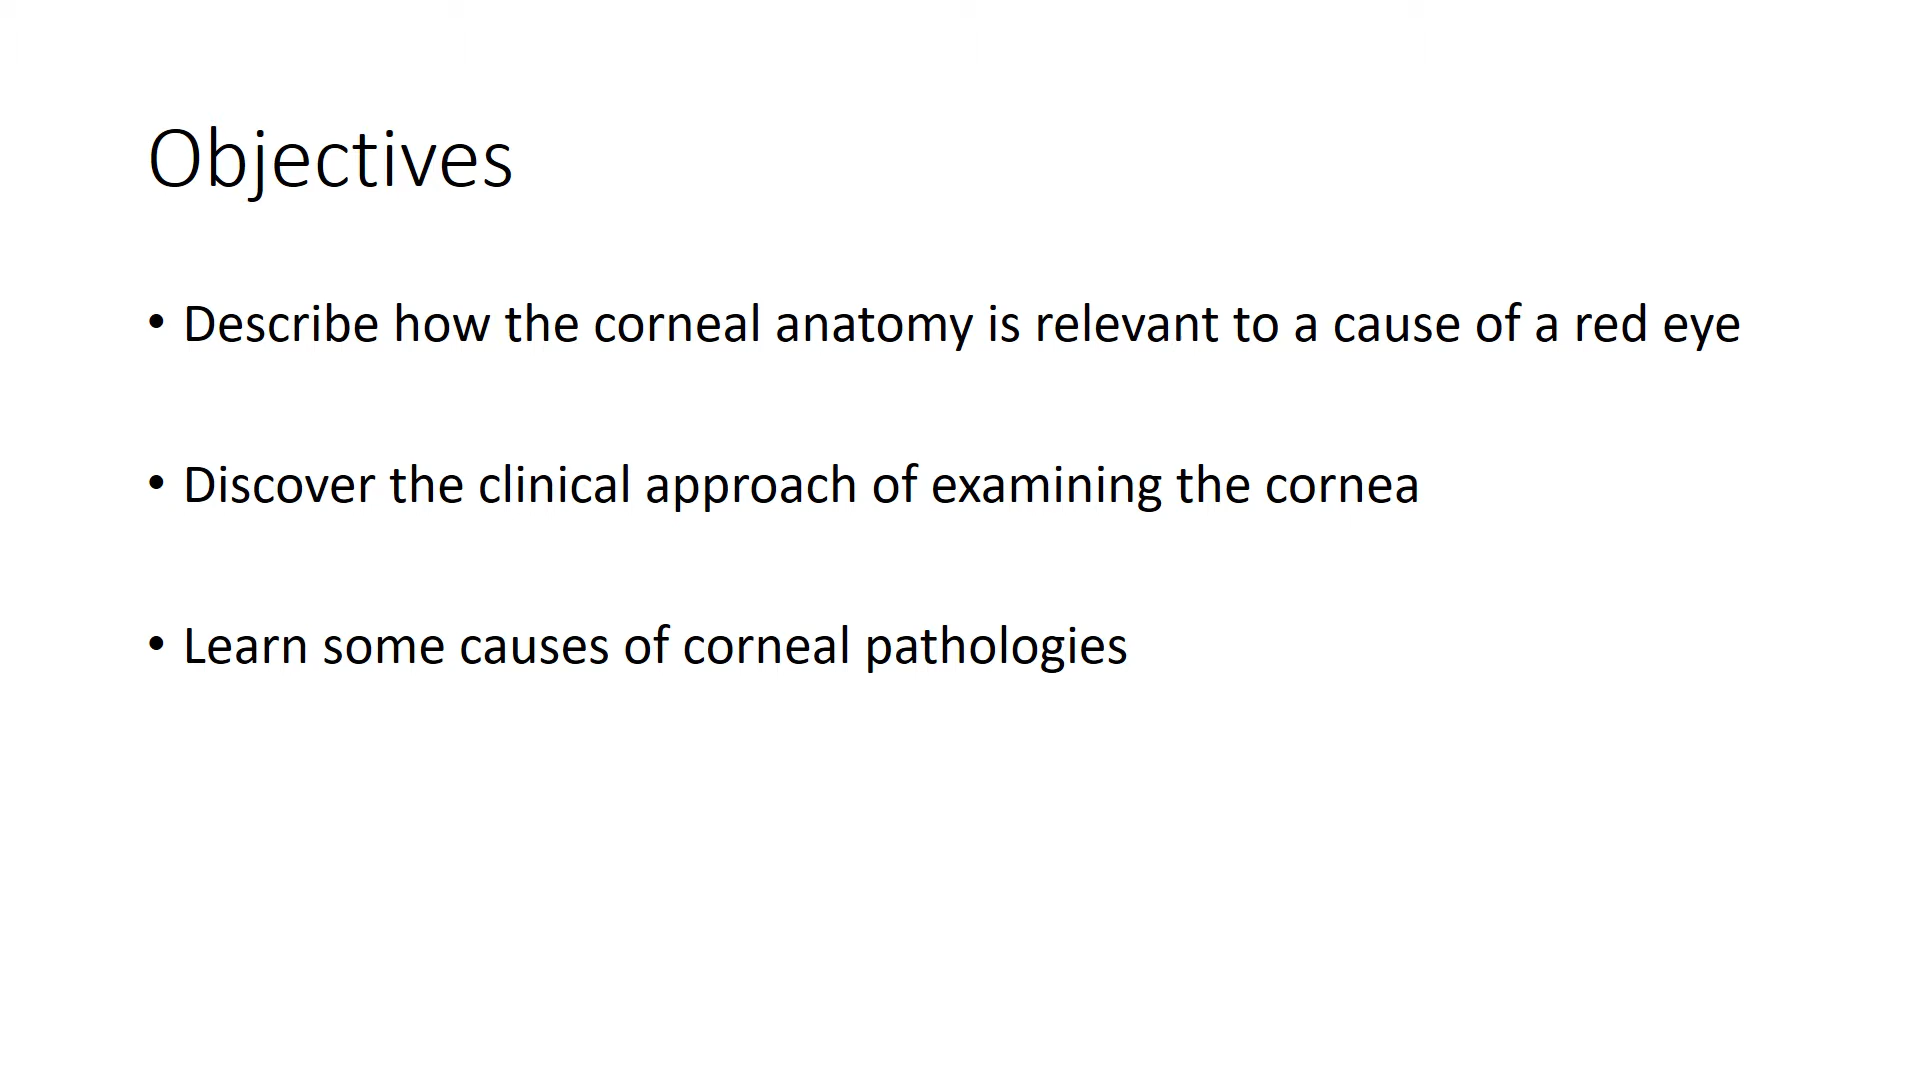 Objectives
• Describe how the corneal anatomy is relevant to a cause of a red eye
• Discover the clinical approach of examining the cornea
• Learn some causes of corneal pathologies